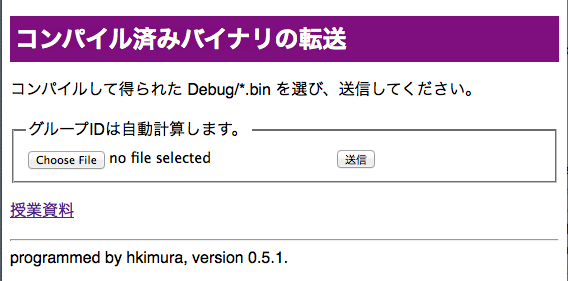 コンパイル済みバイナリの転送
コンパイルして得られた Debug/*.bin を選び、送信してください。
グループIDは自動計算します。
Choose File no file selected 送信
授業資料
programmed by hkimura, version 0.5.1.